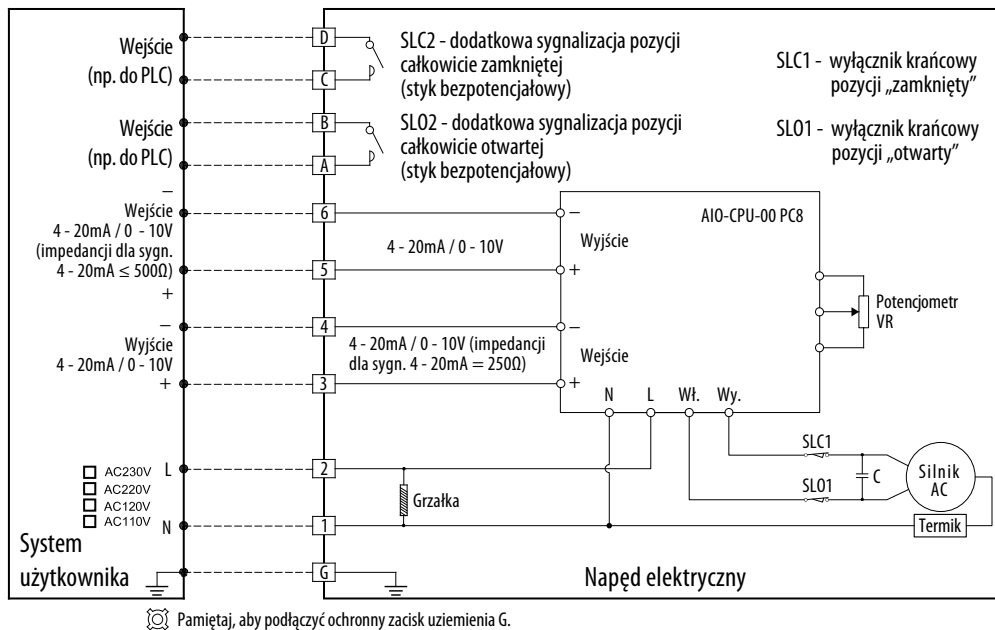 Wejście
(np. do PLC)
D
C
SLC2 - dodatkowa sygnalizacja pozycji
całkowicie zamkniętej
(styk bezpotencjałowy)
SLC1 - wyłącznik krańcowy
pozycji „zamknięty”
Wejście
(np. do PLC)
B
A
SLO2 - dodatkowa sygnalizacja pozycji
całkowicie otwartej
(styk bezpotencjałowy)
SLO1 - wyłącznik krańcowy
pozycji „otwarty”
–
Wejście
4 - 20mA / 0 - 10V
(impedancji dla sygn.
4 - 20mA ≤ 500Ω)
+
6
5
4 - 20mA / 0 - 10V
–
Wyjście
+
AIO-CPU-00 PC8
Potencjometr
VR
–
Wyjście
4 - 20mA / 0 - 10V
+
4
3
4 - 20mA / 0 - 10V (impedancji
dla sygn. 4 - 20mA = 250Ω)
–
Wejście
+
N L Wł. Wy.
AC230V
AC220V
AC120V
AC110V
L
N
2
1
Grzałka
SLC1
SLO1
C
Silnik
AC
Termik
System
użytkownika
G
Napęd elektryczny
Pamiętaj, aby podłączyć ochronny zacisk uziemienia G.